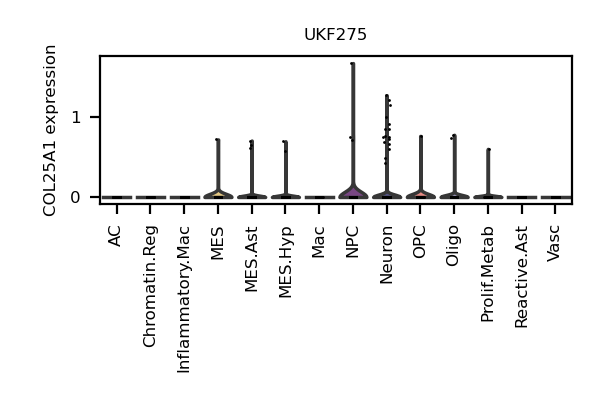 UKF275
COL25A1 expression
1
0
AC
Chromatin.Reg
Inflammatory.Mac
MES
MES.Ast
MES.Hyp
Mac
NPC
Neuron
OPC
Oligo
Prolif.Metab
Reactive.Ast
Vasc